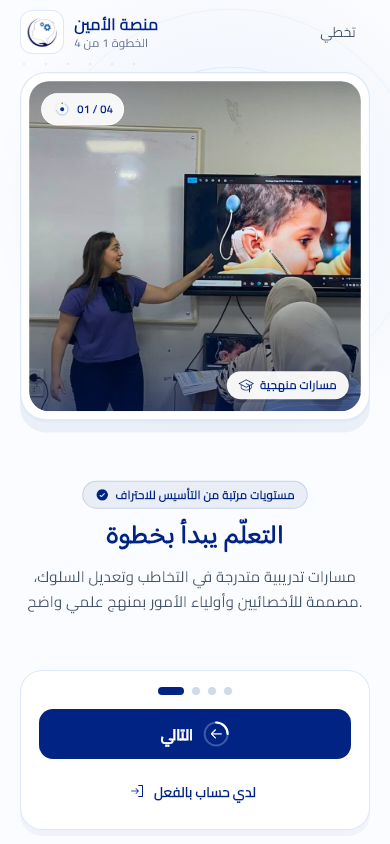 منصة الأمين
الخطوة 1 من 4
تخطي
01 / 04
مسارات منهجية
مستويات مرتبة من التأسيس للاحتراف
التعلّم يبدأ بخطوة
مسارات تدريبية متدرجة في التخاطب وتعديل السلوك،
مصممة للأخصائيين وأولياء الأمور بمنهج علمي واضح.
التالي
لدي حساب بالفعل